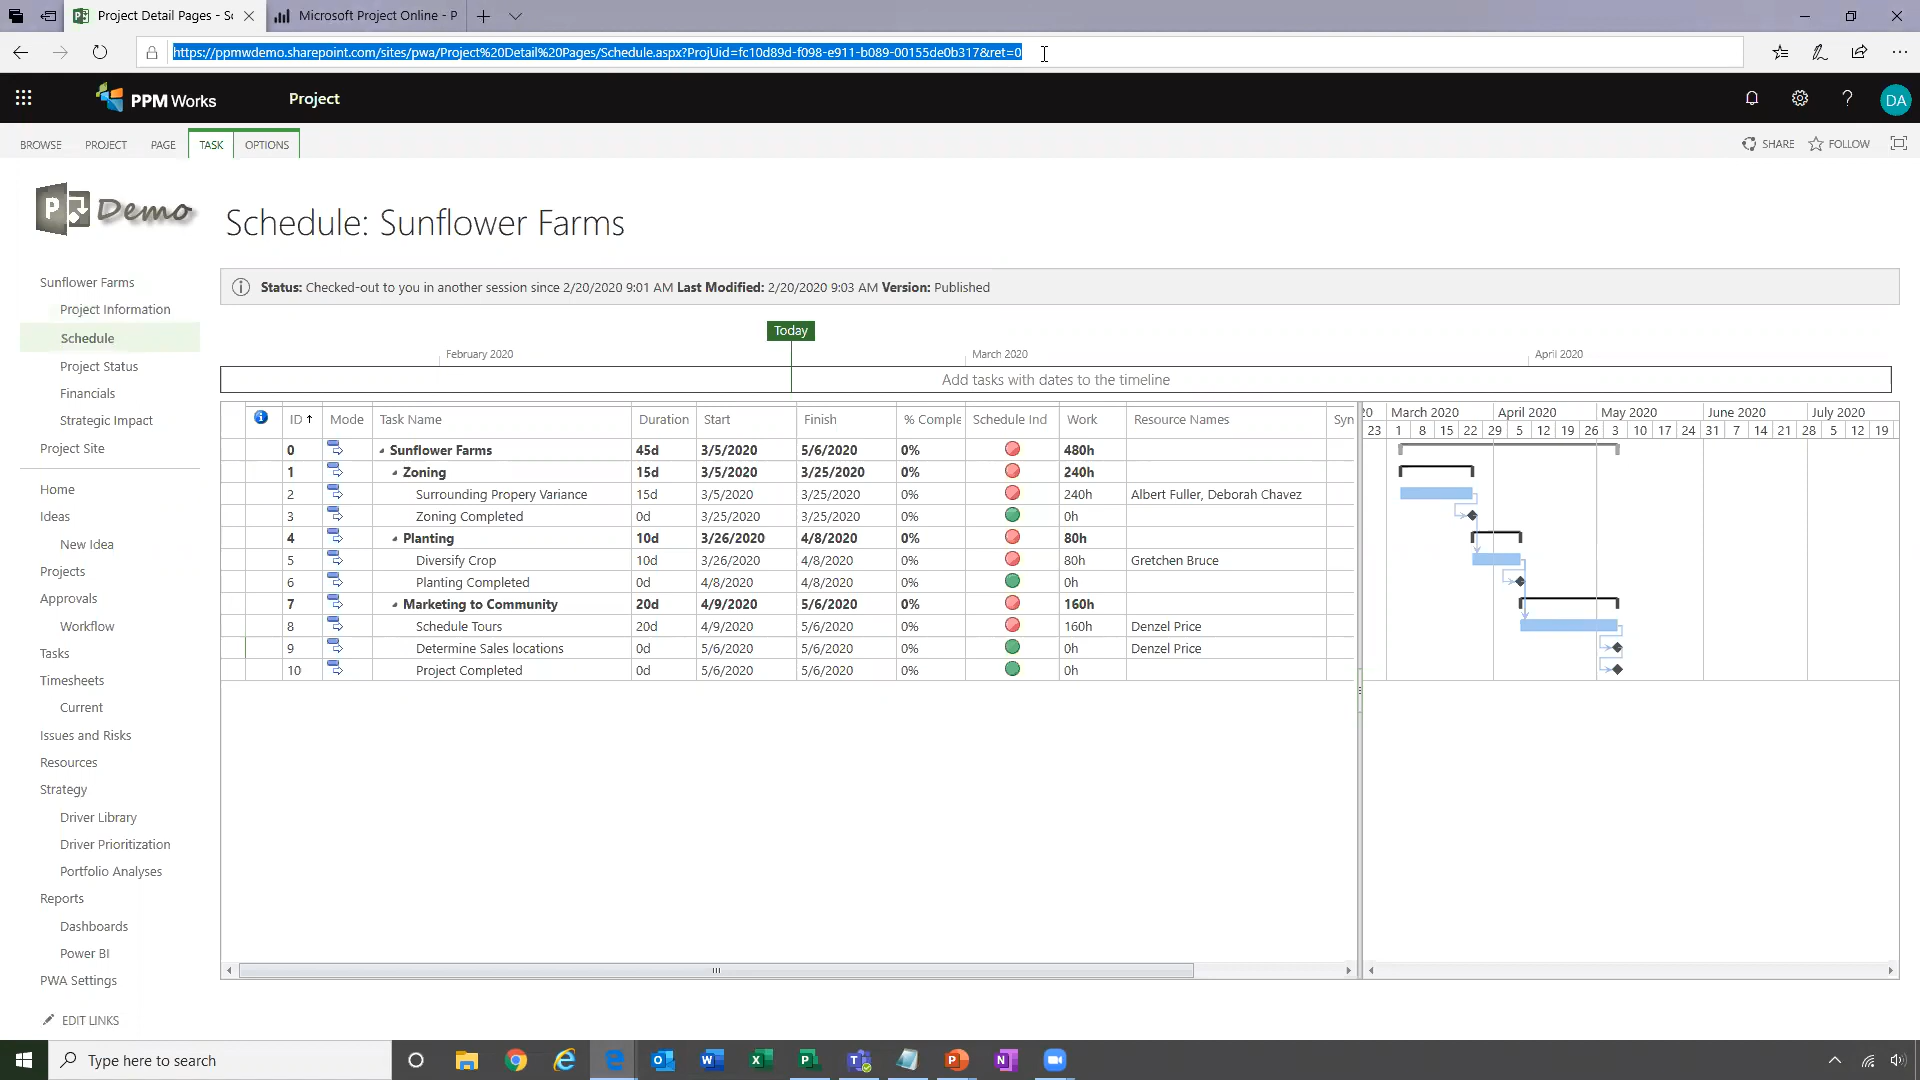 Project Detail Pages - Sc
Microsoft Project Online - P
https://ppmwdemo.sharepoint.com/sites/pwa/Project%20Detail%20Pages/Schedule.aspx?ProjUid=fc10d89d-f098-e911-b089-00155de0b317&ret=0
PPM Works
Project
DA
BROWSE PROJECT PAGE TASK OPTIONS
SHARE FOLLOW
P Demo
Schedule: Sunflower Farms
Status: Checked-out to you in another session since 2/20/2020 9:01 AM Last Modified: 2/20/2020 9:03 AM Version: Published
Sunflower Farms
Project Information
Schedule
Project Status
Financials
Strategic Impact
Project Site
Home
Ideas
New Idea
Projects
Approvals
Workflow
Tasks
Timesheets
Current
Issues and Risks
Resources
Strategy
Driver Library
Driver Prioritization
Portfolio Analyses
Reports
Dashboards
Power BI
PWA Settings
EDIT LINKS
Today
February 2020 March 2020 April 2020
Add tasks with dates to the timeline
ID Mode Task Name Duration Start Finish % Comple Schedule Ind Work Resource Names Syn
20 March 2020 April 2020 May 2020 June 2020 July 2020
23 1 8 15 22 29 5 12 19 26 3 10 17 24 31 7 14 21 28 5 12 19
0 Sunflower Farms 45d 3/5/2020 5/6/2020 0% 480h
1 Zoning 15d 3/5/2020 3/25/2020 0% 240h
2 Surrounding Propery Variance 15d 3/5/2020 3/25/2020 0% 240h Albert Fuller, Deborah Chavez
3 Zoning Completed 0d 3/25/2020 3/25/2020 0% 0h
4 Planting 10d 3/26/2020 4/8/2020 0% 80h
5 Diversify Crop 10d 3/26/2020 4/8/2020 0% 80h Gretchen Bruce
6 Planting Completed 0d 4/8/2020 4/8/2020 0% 0h
7 Marketing to Community 20d 4/9/2020 5/6/2020 0% 160h
8 Schedule Tours 20d 4/9/2020 5/6/2020 0% 160h Denzel Price
9 Determine Sales locations 0d 5/6/2020 5/6/2020 0% 0h Denzel Price
10 Project Completed 0d 5/6/2020 5/6/2020 0% 0h
Type here to search